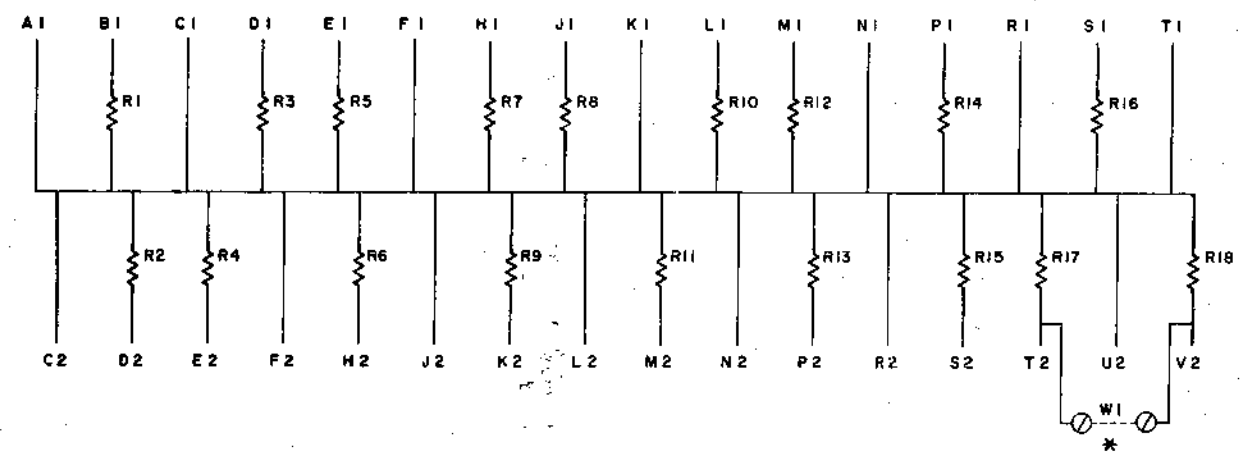 A1 B1 C1 D1 E1 F1 H1 J1 K1 L1 M1 N1 P1 R1 S1 T1
R1 R3 R5 R7 R8 R10 R12 R14 R16
R2 R4 R6 R9 R11 R13 R15 R17 R18
C2 D2 E2 F2 H2 J2 K2 L2 M2 N2 P2 R2 S2 T2 U2 V2
W1
*